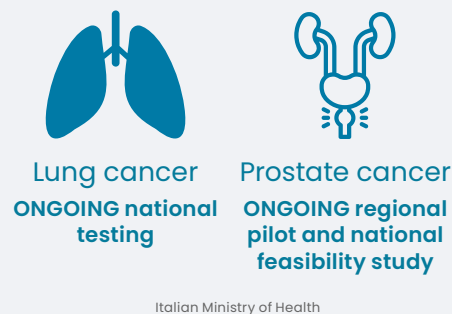 Lung cancer
ONGOING national
testing
Prostate cancer
ONGOING regional
pilot and national
feasibility study
Italian Ministry of Health